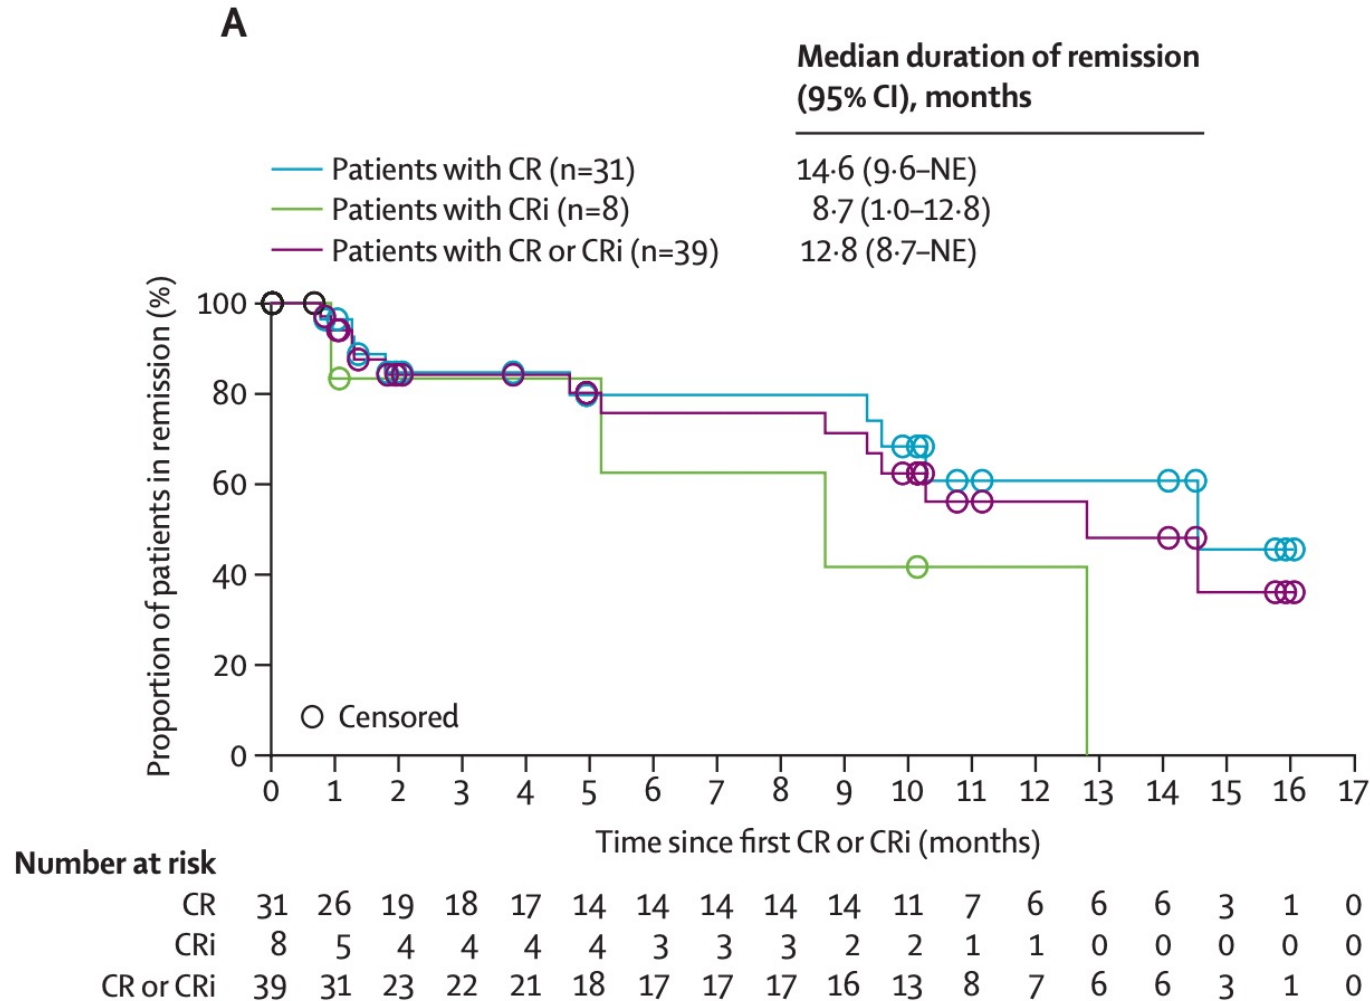 A
Median duration of remission
(95% CI), months
Patients with CR (n=31) 14·6 (9·6–NE)
Patients with CRi (n=8) 8·7 (1·0–12·8)
Patients with CR or CRi (n=39) 12·8 (8·7–NE)
Proportion of patients in remission (%)
100
80
60
40
20
0
Censored
0 1 2 3 4 5 6 7 8 9 10 11 12 13 14 15 16 17
Time since first CR or CRi (months)
Number at risk
CR 31 26 19 18 17 14 14 14 14 14 11 7 6 6 6 3 1 0
CRi 8 5 4 4 4 4 3 3 3 2 2 1 1 0 0 0 0 0
CR or CRi 39 31 23 22 21 18 17 17 17 16 13 8 7 6 6 3 1 0